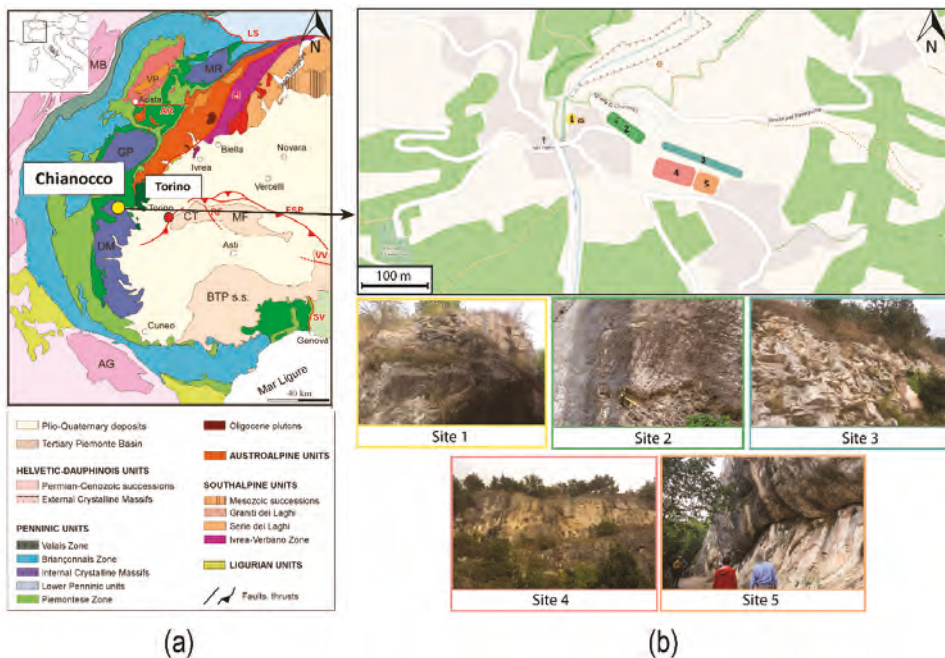 N
MB
LS
VP
MR
Aosta
GP
Biella
Ivrea
Novara
Vercelli
Chianocco
Torino
Torino
CT
MF
DM
Asti
VV
BTP s.s.
SV
Cuneo
Genova
AG
Mar Ligure
40 km
Plio-Quaternary deposits
Tertiary Piemonte Basin
HELVETIC-DAUPHINOIS UNITS
Permian-Cenozoic successions
External Crystalline Massifs
PENNINIC UNITS
Valais Zone
Briançonnais Zone
Internal Crystalline Massifs
Lower Penninic units
Piemontese Zone
Oligocene plutons
AUSTROALPINE UNITS
SOUTHALPINE UNITS
Mesozoic successions
Graniti dei Laghi
Serie dei Laghi
Ivrea-Verbano Zone
LIGURIAN UNITS
Faults, thrusts
(a)
N
1
2
3
4
5
100 m
Site 1
Site 2
Site 3
Site 4
Site 5
(b)